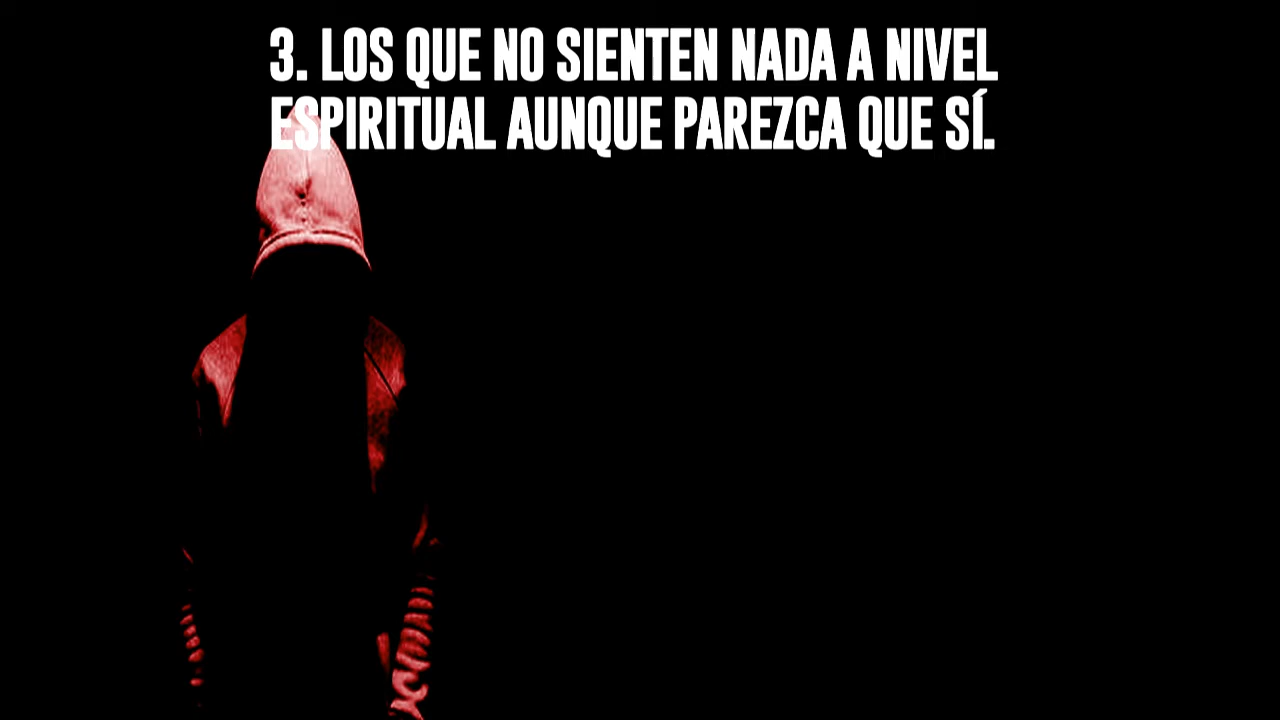 3. LOS QUE NO SIENTEN NADA A NIVEL
ESPIRITUAL AUNQUE PAREZCA QUE SÍ.